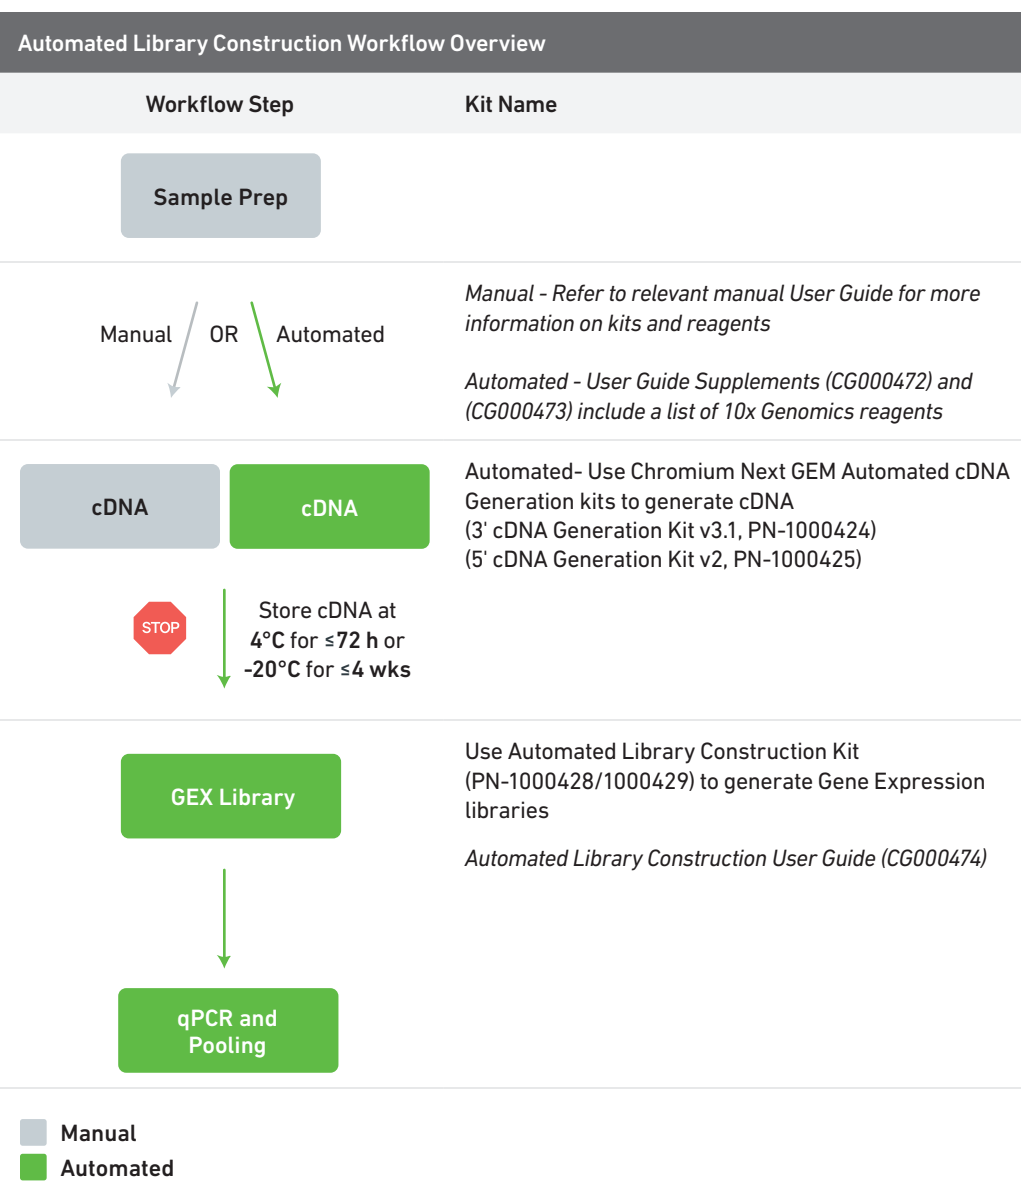 Automated Library Construction Workflow Overview
Workflow Step
Kit Name
Sample Prep
Manual
OR
Automated
Manual - Refer to relevant manual User Guide for more
information on kits and reagents
Automated - User Guide Supplements (CG000472) and
(CG000473) include a list of 10x Genomics reagents
cDNA
cDNA
Automated- Use Chromium Next GEM Automated cDNA
Generation kits to generate cDNA
(3' cDNA Generation Kit v3.1, PN-1000424)
(5' cDNA Generation Kit v2, PN-1000425)
STOP
Store cDNA at
4°C for ≤72 h or
-20°C for ≤4 wks
GEX Library
Use Automated Library Construction Kit
(PN-1000428/1000429) to generate Gene Expression
libraries
Automated Library Construction User Guide (CG000474)
qPCR and
Pooling
Manual
Automated